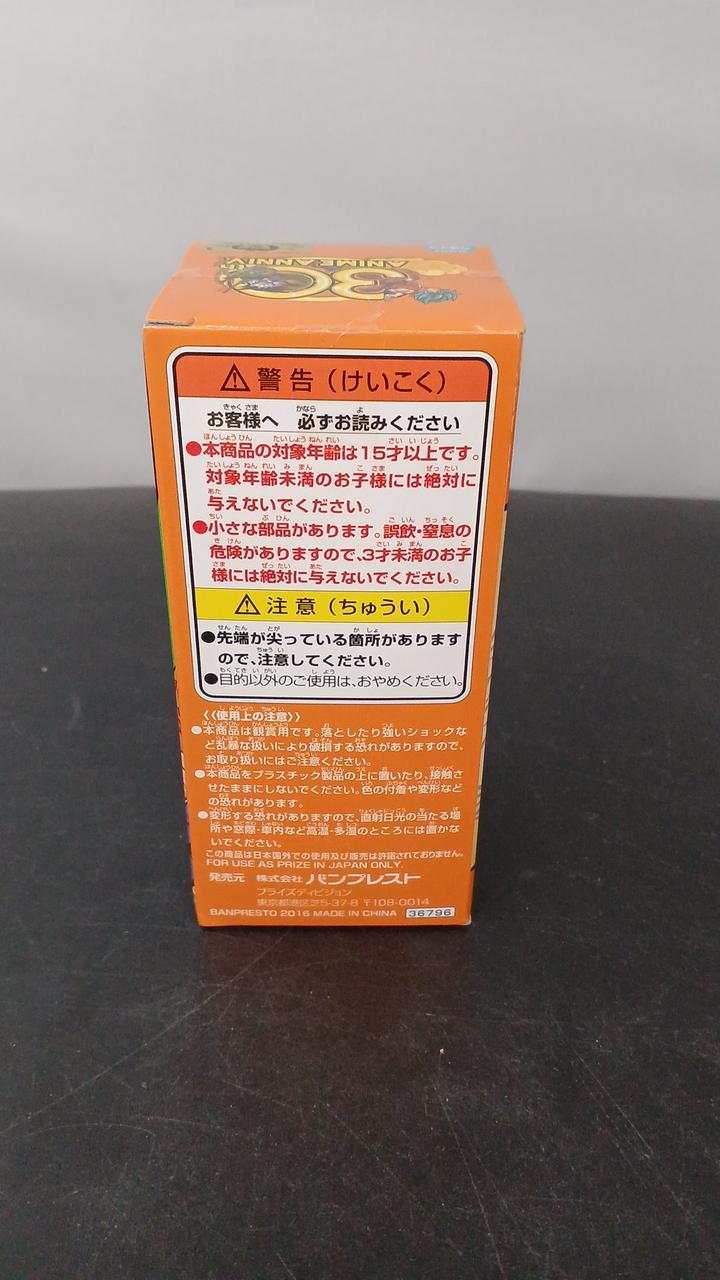 30
ANIME ANNIV
警告（けいこく）
お客様へ 必ずお読みください
●本商品の対象年齢は15才以上です。
対象年齢未満のお子様には絶対に
与えないでください。
●小さな部品があります。誤飲・窒息の
危険がありますので、3才未満のお子
様には絶対に与えないでください。
注意（ちゅうい）
●先端が尖っている箇所があります
ので、注意してください。
●目的以外のご使用は、おやめください。
〈〈使用上の注意〉〉
●本商品は観賞用です。落としたり強いショックな
ど乱暴な扱いにより破損する恐れがありますので、
お取り扱いにはご注意ください。
●本商品をプラスチック製品の上に置いたり、接触さ
せたままにしないでください。色の付着や変形など
の恐れがあります。
●変形する恐れがありますので、直射日光の当たる場
所や窓際・車内など高温・多湿のところには置かな
いでください。
この商品は日本国外での使用及び販売は許諾されておりません。
FOR USE AS PRIZE IN JAPAN ONLY.
発売元 株式会社 バンプレスト
プライズディビジョン
東京都港区芝5-37-8 〒108-0014
BANPRESTO 2016 MADE IN CHINA 36796